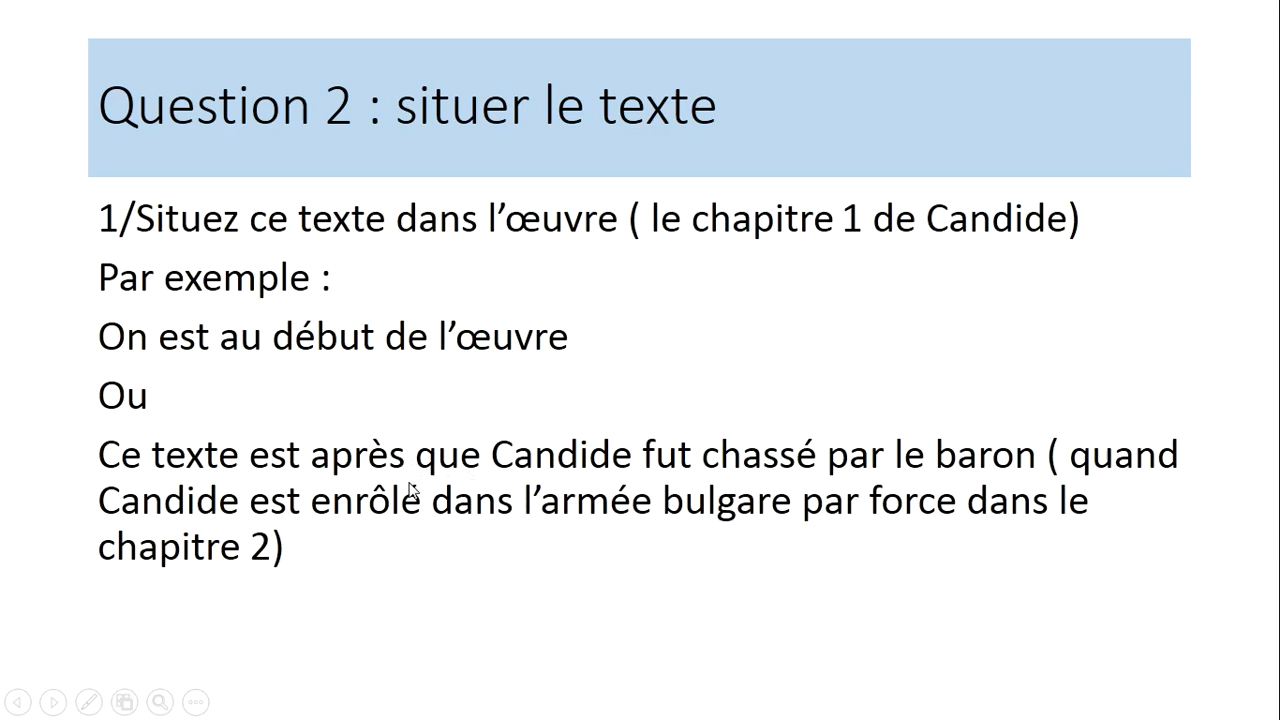 Question 2 : situer le texte
1/Situez ce texte dans l’œuvre ( le chapitre 1 de Candide)
Par exemple :
On est au début de l’œuvre
Ou
Ce texte est après que Candide fut chassé par le baron ( quand
Candide est enrôlé dans l’armée bulgare par force dans le
chapitre 2)